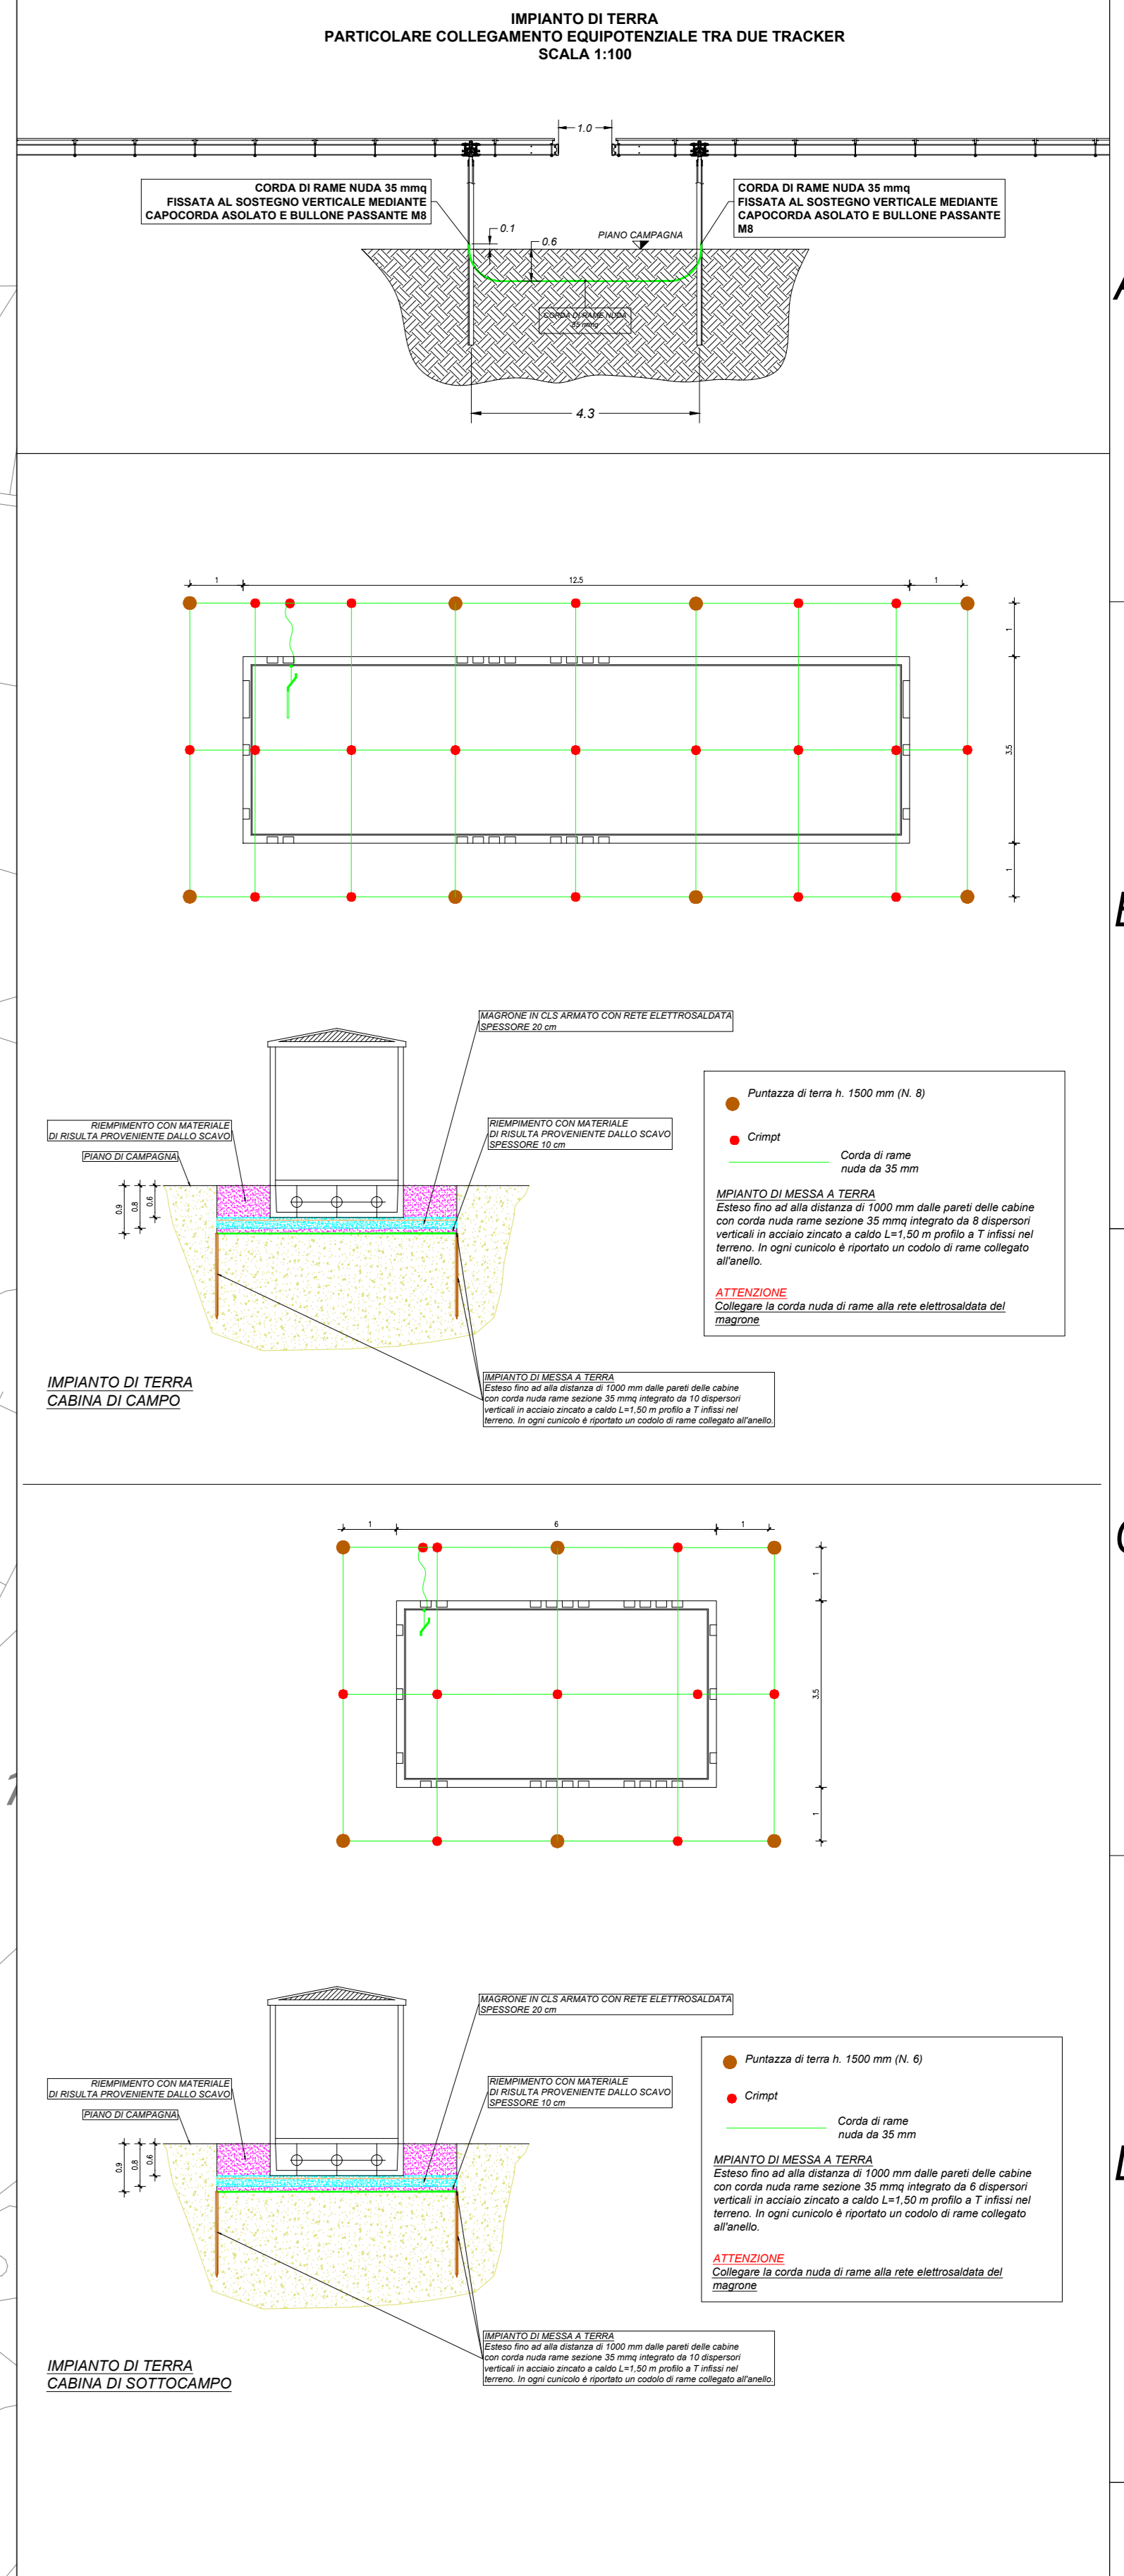 IMPIANTO DI TERRA
PARTICOLARE COLLEGAMENTO EQUIPOTENZIALE TRA DUE TRACKER
SCALA 1:100
1.0
CORDA DI RAME NUDA 35 mmq
FISSATA AL SOSTEGNO VERTICALE MEDIANTE
CAPOCORDA ASOLATO E BULLONE PASSANTE M8
CORDA DI RAME NUDA 35 mmq
FISSATA AL SOSTEGNO VERTICALE MEDIANTE
CAPOCORDA ASOLATO E BULLONE PASSANTE
M8
0.1
0.6
PIANO CAMPAGNA
CORDA DI RAME NUDA
35 mmq
4.3
1
12.5
1
1
3.5
1
MAGRONE IN CLS ARMATO CON RETE ELETTROSALDATA
SPESSORE 20 cm
RIEMPIMENTO CON MATERIALE
DI RISULTA PROVENIENTE DALLO SCAVO
PIANO DI CAMPAGNA
RIEMPIMENTO CON MATERIALE
DI RISULTA PROVENIENTE DALLO SCAVO
SPESSORE 10 cm
0.9
0.8
0.6
Puntazza di terra h. 1500 mm (N. 8)
Crimpt
Corda di rame
nuda da 35 mm
MPIANTO DI MESSA A TERRA
Esteso fino ad alla distanza di 1000 mm dalle pareti delle cabine
con corda nuda rame sezione 35 mmq integrato da 8 dispersori
verticali in acciaio zincato a caldo L=1,50 m profilo a T infissi nel
terreno. In ogni cunicolo è riportato un codolo di rame collegato
all'anello.
ATTENZIONE
Collegare la corda nuda di rame alla rete elettrosaldata del
magrone
IMPIANTO DI MESSA A TERRA
Esteso fino ad alla distanza di 1000 mm dalle pareti delle cabine
con corda nuda rame sezione 35 mmq integrato da 10 dispersori
verticali in acciaio zincato a caldo L=1,50 m profilo a T infissi nel
terreno. In ogni cunicolo è riportato un codolo di rame collegato all'anello.
IMPIANTO DI TERRA
CABINA DI CAMPO
1
6
1
1
3.5
1
MAGRONE IN CLS ARMATO CON RETE ELETTROSALDATA
SPESSORE 20 cm
RIEMPIMENTO CON MATERIALE
DI RISULTA PROVENIENTE DALLO SCAVO
PIANO DI CAMPAGNA
RIEMPIMENTO CON MATERIALE
DI RISULTA PROVENIENTE DALLO SCAVO
SPESSORE 10 cm
0.9
0.8
0.6
Puntazza di terra h. 1500 mm (N. 6)
Crimpt
Corda di rame
nuda da 35 mm
MPIANTO DI MESSA A TERRA
Esteso fino ad alla distanza di 1000 mm dalle pareti delle cabine
con corda nuda rame sezione 35 mmq integrato da 6 dispersori
verticali in acciaio zincato a caldo L=1,50 m profilo a T infissi nel
terreno. In ogni cunicolo è riportato un codolo di rame collegato
all'anello.
ATTENZIONE
Collegare la corda nuda di rame alla rete elettrosaldata del
magrone
IMPIANTO DI MESSA A TERRA
Esteso fino ad alla distanza di 1000 mm dalle pareti delle cabine
con corda nuda rame sezione 35 mmq integrato da 10 dispersori
verticali in acciaio zincato a caldo L=1,50 m profilo a T infissi nel
terreno. In ogni cunicolo è riportato un codolo di rame collegato all'anello.
IMPIANTO DI TERRA
CABINA DI SOTTOCAMPO